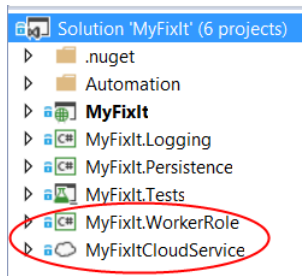 Solution 'MyFixIt' (6 projects)
.nuget
Automation
MyFixIt
C# MyFixIt.Logging
C# MyFixIt.Persistence
MyFixIt.Tests
C# MyFixIt.WorkerRole
MyFixItCloudService